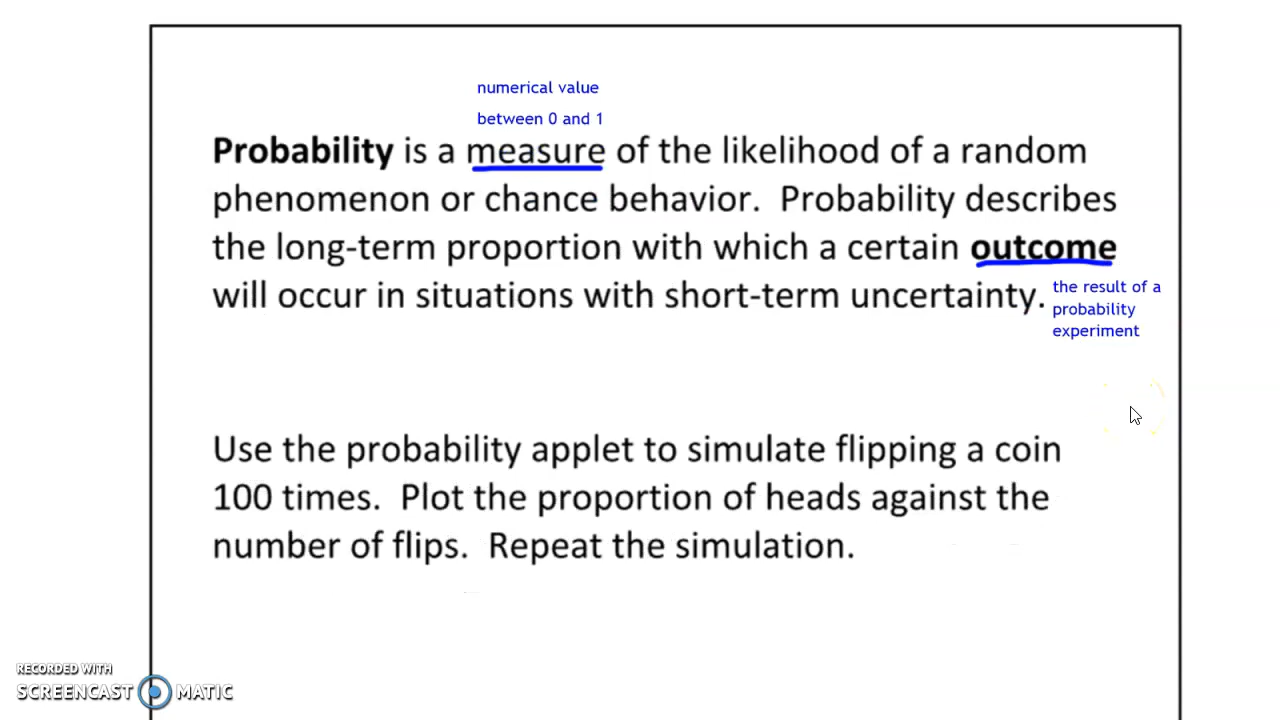 numerical value
between 0 and 1
Probability is a measure of the likelihood of a random
phenomenon or chance behavior. Probability describes
the long-term proportion with which a certain outcome
will occur in situations with short-term uncertainty.
the result of a
probability
experiment
Use the probability applet to simulate flipping a coin
100 times. Plot the proportion of heads against the
number of flips. Repeat the simulation.
RECORDED WITH
SCREENCAST MATIC